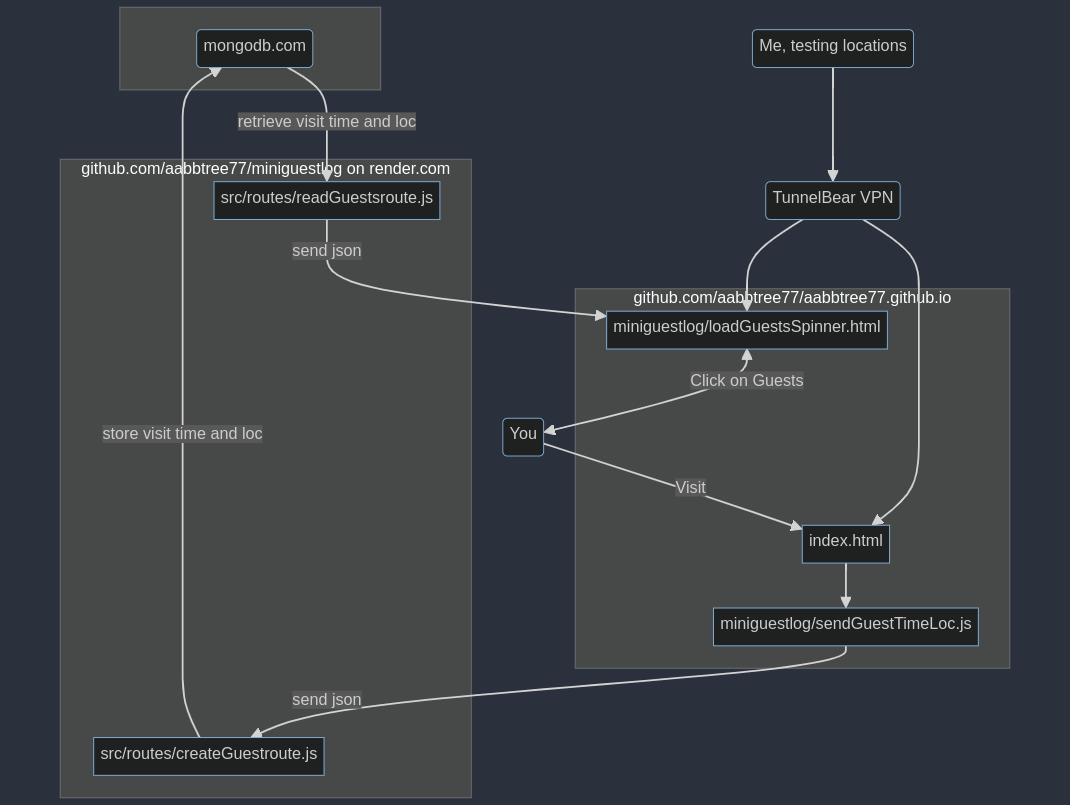 mongodb.com
Me, testing locations
retrieve visit time and loc
github.com/aabbtree77/miniguestlog on render.com
src/routes/readGuestsroute.js
TunnelBear VPN
send json
github.com/aabbtree77/aabbtree77.github.io
miniguestlog/loadGuestsSpinner.html
Click on Guests
store visit time and loc
You
Visit
index.html
miniguestlog/sendGuestTimeLoc.js
send json
src/routes/createGuestroute.js